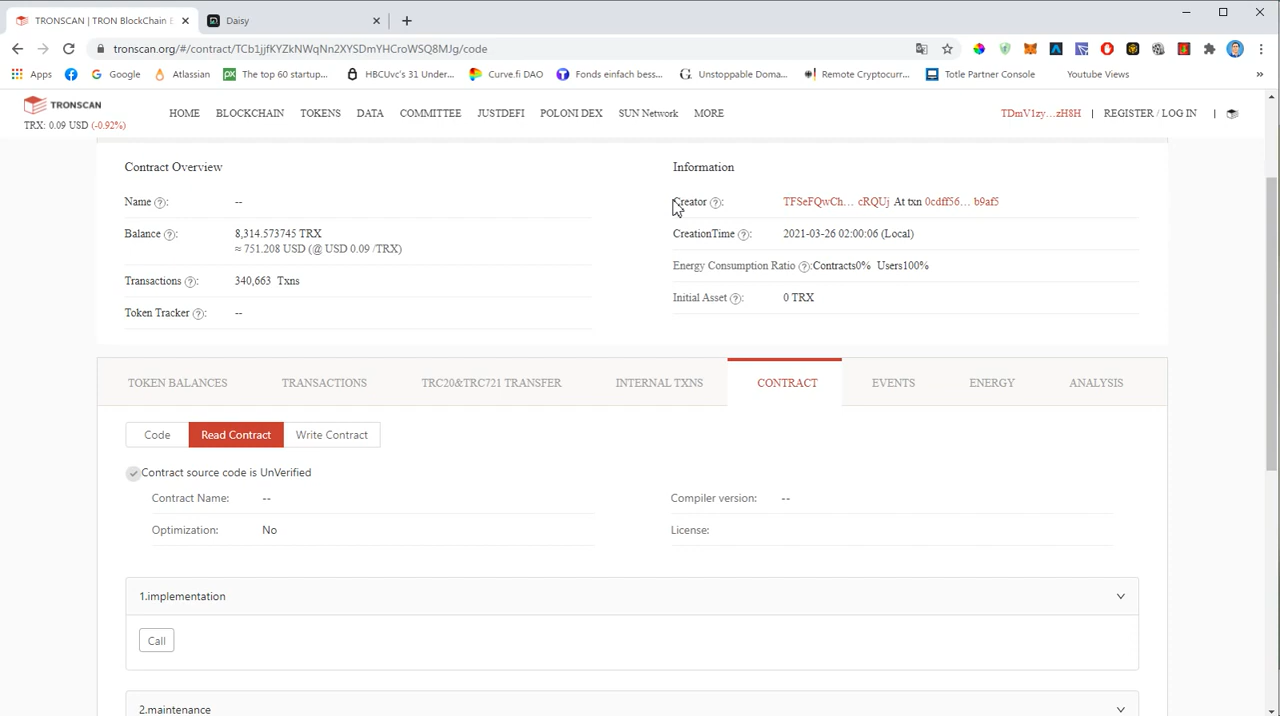 TRONSCAN | TRON BlockChain E
Daisy
tronscan.org/#/contract/TCb1jjfKYZkNWqNn2XYSDmYHCroWSQ8MJg/code
Apps
Google
Atlassian
The top 60 startup...
HBCUvc's 31 Under...
Curve.fi DAO
Fonds einfach bess...
Unstoppable Doma...
Remote Cryptocurr...
Totle Partner Console
Youtube Views
»
TRONSCAN
TRX: 0.09 USD (-0.92%)
HOME BLOCKCHAIN TOKENS DATA COMMITTEE JUSTDEFI POLONI DEX SUN Network MORE
TDmV1zy...zH8H | REGISTER / LOG IN |
Contract Overview
Name ? : --
Balance ? : 8,314.573745 TRX
≈ 751.208 USD (@ USD 0.09 /TRX)
Transactions ? : 340,663 Txns
Token Tracker ? : --
Information
Creator ? : TFSeFQwCh... cRQUj At txn 0cdff56... b9af5
CreationTime ? : 2021-03-26 02:00:06 (Local)
Energy Consumption Ratio ? :Contracts0% Users100%
Initial Asset ? : 0 TRX
TOKEN BALANCES TRANSACTIONS TRC20&TRC721 TRANSFER INTERNAL TXNS CONTRACT EVENTS ENERGY ANALYSIS
Code Read Contract Write Contract
Contract source code is UnVerified
Contract Name: --
Compiler version: --
Optimization: No
License:
1.implementation
Call
2.maintenance